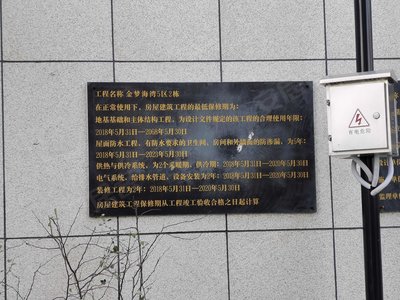 工程名称 金梦海湾5区2栋
在正常使用下，房屋建筑工程的最低保修期为：
地基基础和主体结构工程，为设计文件规定的该工程的合理使用年限：
2018年5月31日—2068年5月30日
屋面防水工程、有防水要求的卫生间、房间和外墙面的防渗漏，为5年：
2018年5月31日—2023年5月30日
供热与供冷系统，为2个采暖期、供冷期：2018年5月31日—2020年5月30日
电气系统、给排水管道、设备安装为2年：2018年5月31日—2020年5月30日
装修工程为2年：2018年5月31日—2020年5月30日
房屋建筑工程保修期从工程竣工验收合格之日起计算
有电危险